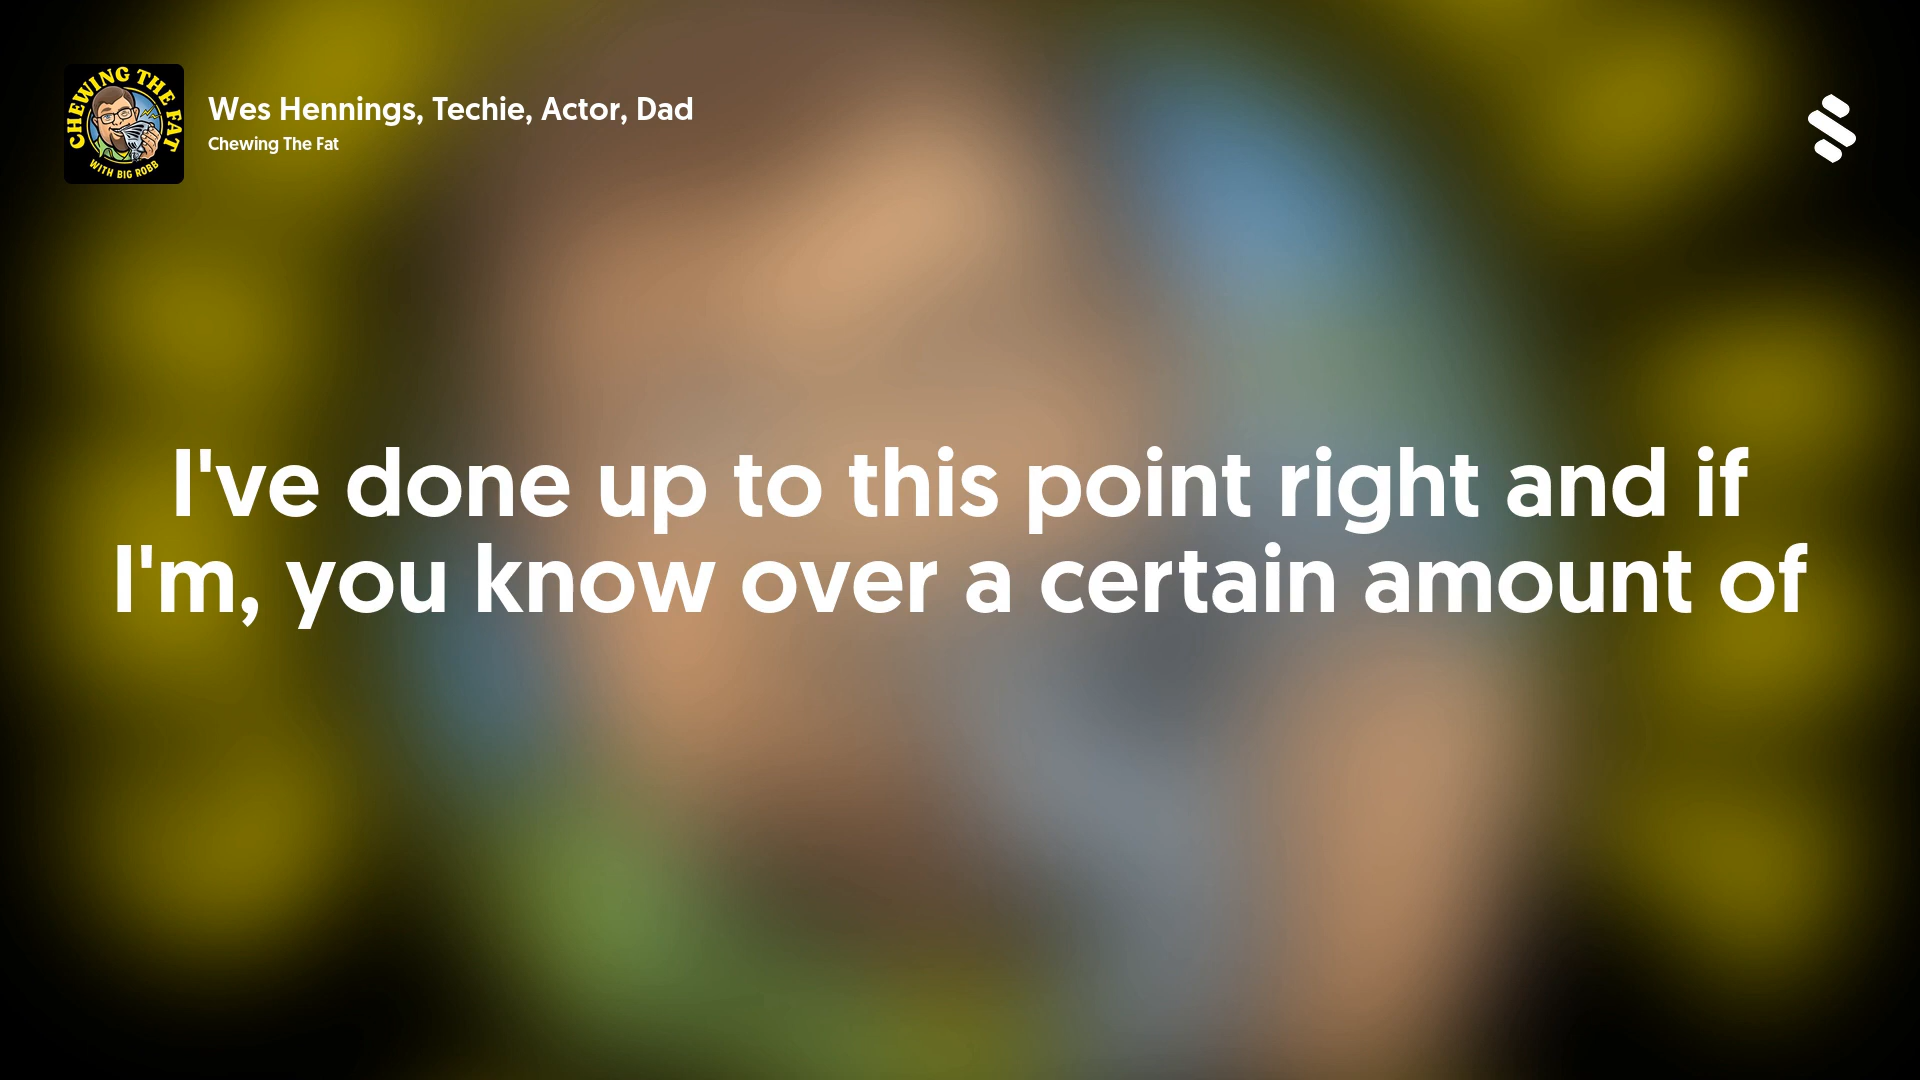 CHEWING THE FAT
WITH BIG ROBB
Wes Hennings, Techie, Actor, Dad
Chewing The Fat
I've done up to this point right and if
I'm, you know over a certain amount of